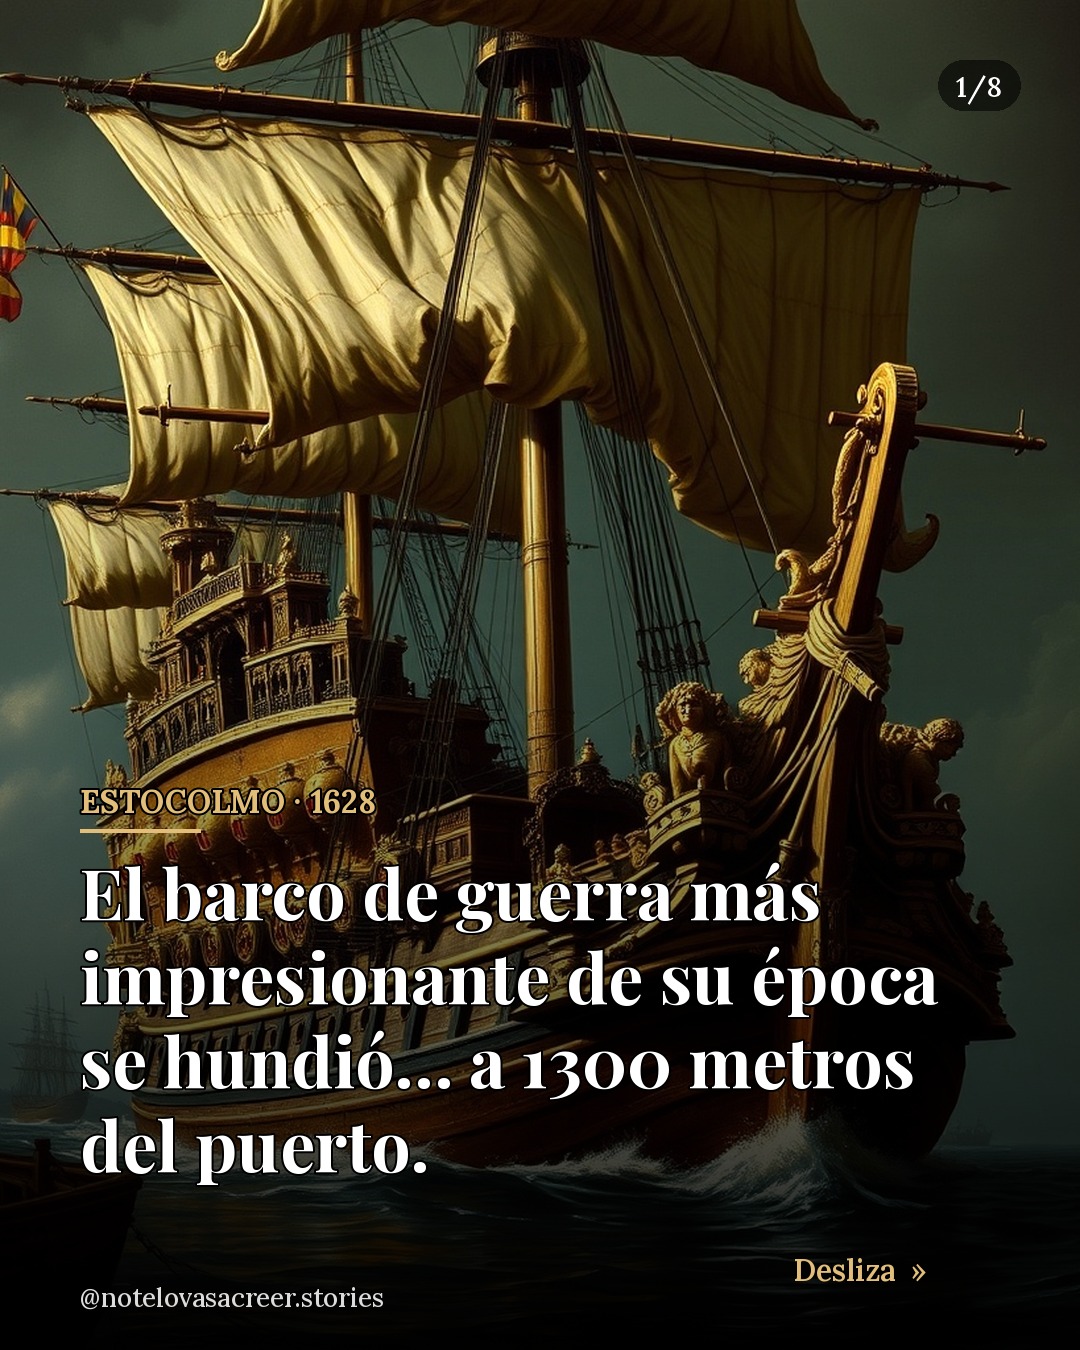 1/8
ESTOCOLMO · 1628
El barco de guerra más
impresionante de su época
se hundió... a 1300 metros
del puerto.
Desliza »
@notelovasacreer.stories